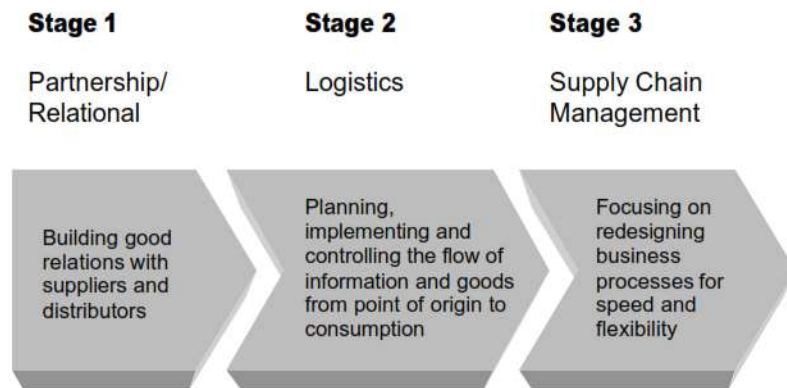 Stage 1
Partnership/
Relational
Stage 2
Logistics
Stage 3
Supply Chain
Management
Building good
relations with
suppliers and
distributors
Planning,
implementing and
controlling the flow of
information and goods
from point of origin to
consumption
Focusing on
redesigning
business
processes for
speed and
flexibility